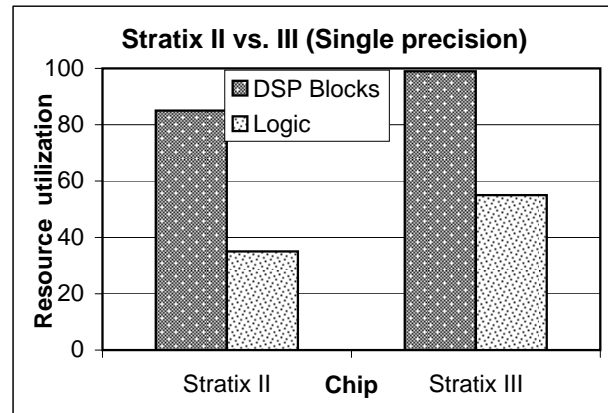 Stratix II vs. III (Single precision)
Resource utilization
100
80
60
40
20
0
DSP Blocks
Logic
Stratix II
Chip
Stratix III